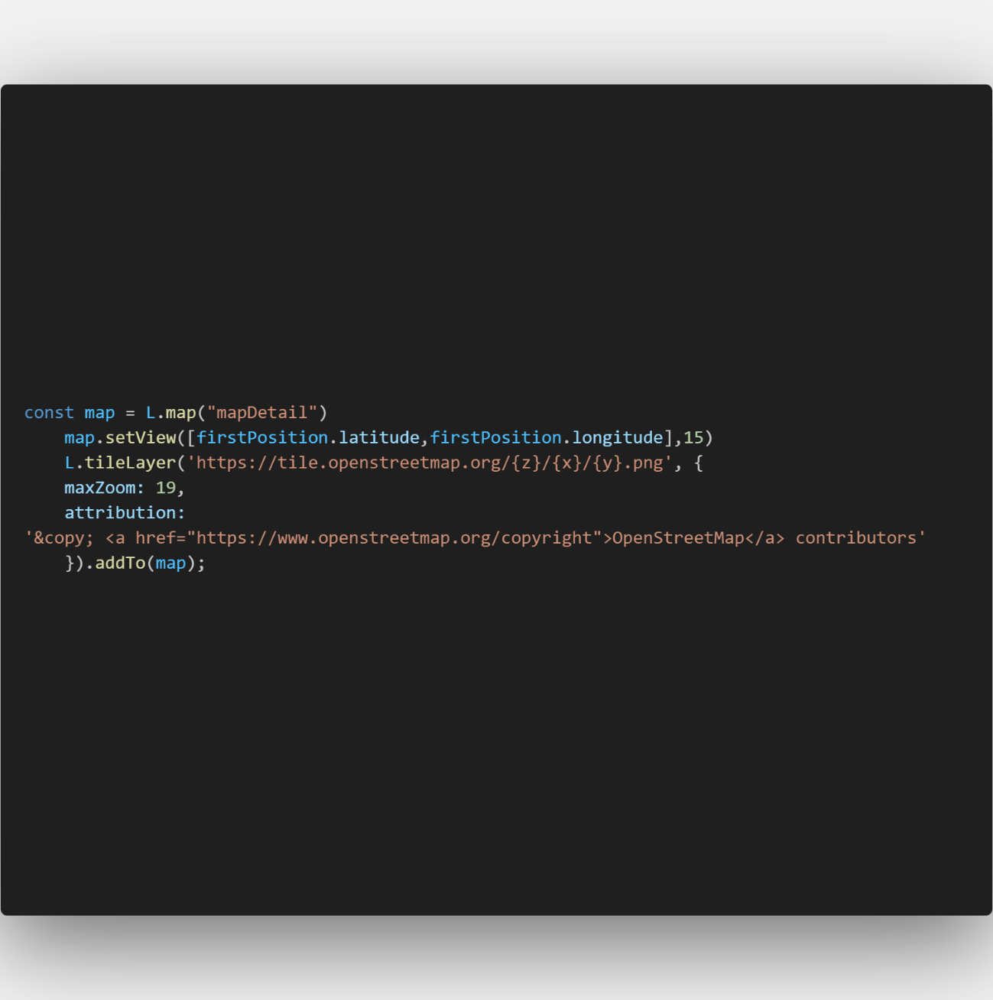 const map = L.map("mapDetail")
    map.setView([firstPosition.latitude,firstPosition.longitude],15)
    L.tileLayer('https://tile.openstreetmap.org/{z}/{x}/{y}.png', {
    maxZoom: 19,
    attribution:
'&copy; <a href="https://www.openstreetmap.org/copyright">OpenStreetMap</a> contributors'
    }).addTo(map);